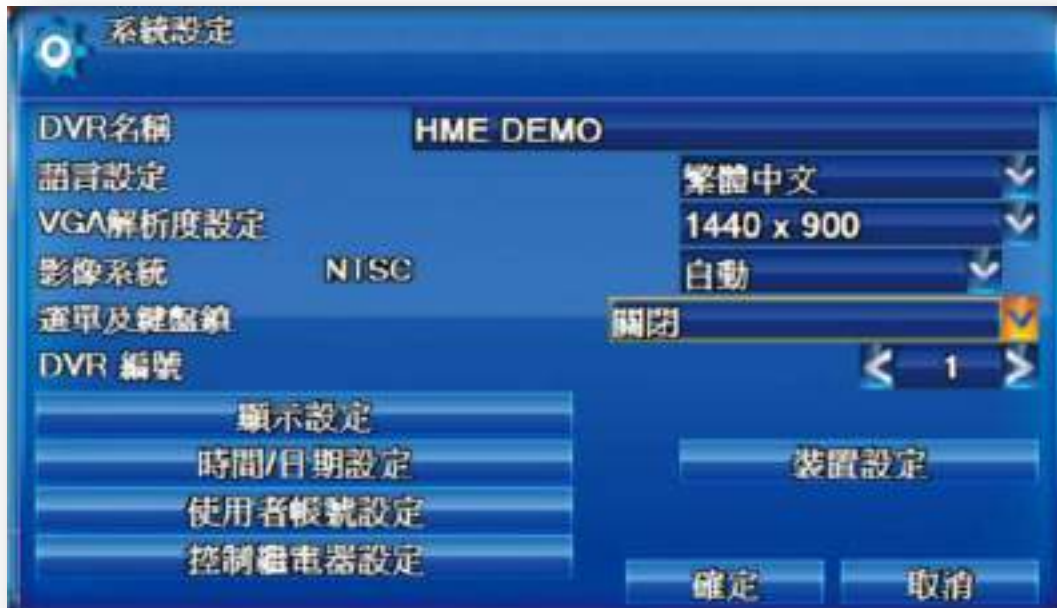 系統設定
DVR名稱 HME DEMO
語言設定 繁體中文
VGA解析度設定 1440 x 900
影像系統 NTSC 自動
選單及鍵盤鎖 關閉
DVR 編號 < 1 >
顯示設定
時間/日期設定 裝置設定
使用者帳號設定
控制繼電器設定
確定 取消